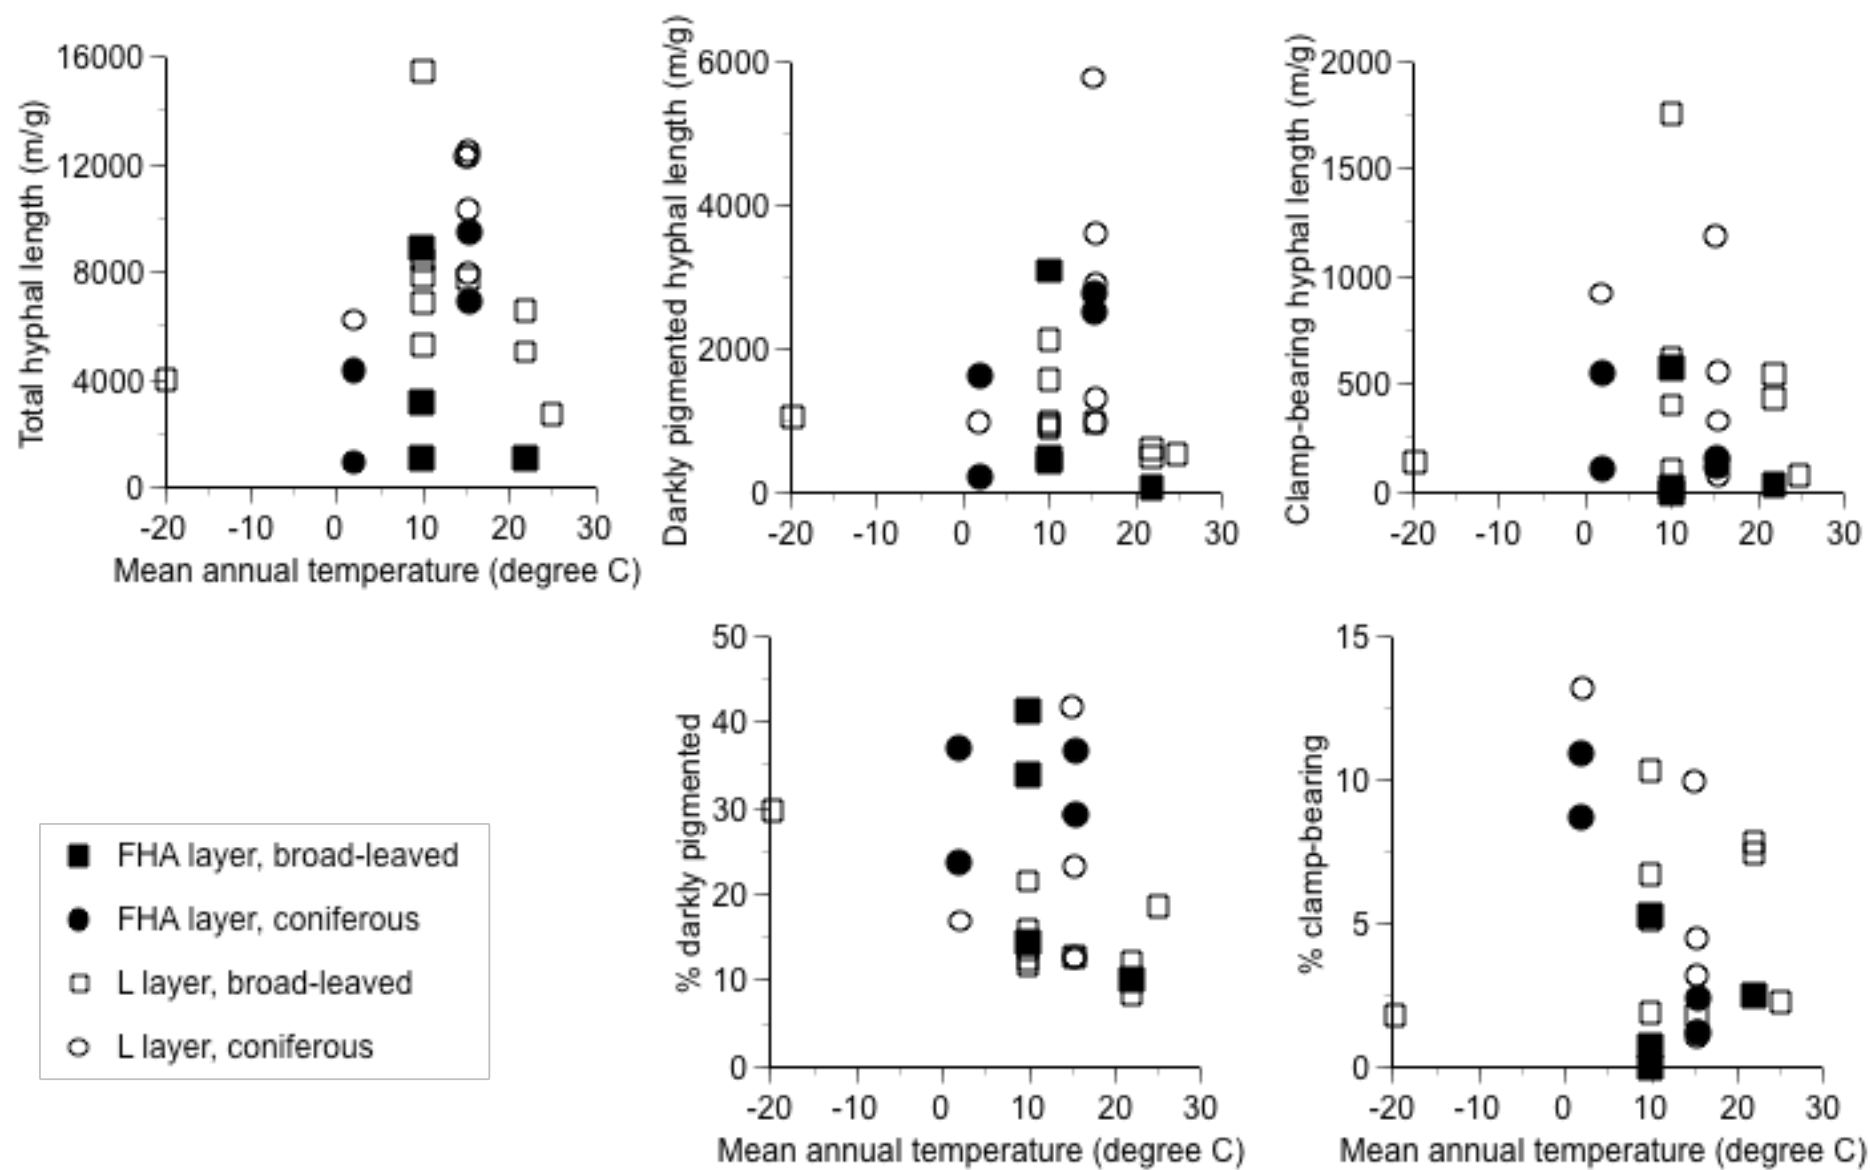 Total hyphal length (m/g)
16000
12000
8000
4000
0
-20 -10 0 10 20 30
Mean annual temperature (degree C)
Darkly pigmented hyphal length (m/g)
6000
4000
2000
0
-20 -10 0 10 20 30
Clamp-bearing hyphal length (m/g)
2000
1500
1000
500
0
-20 -10 0 10 20 30
% darkly pigmented
50
40
30
20
10
0
-20 -10 0 10 20 30
Mean annual temperature (degree C)
% clamp-bearing
15
10
5
0
-20 -10 0 10 20 30
Mean annual temperature (degree C)
FHA layer, broad-leaved
FHA layer, coniferous
L layer, broad-leaved
L layer, coniferous